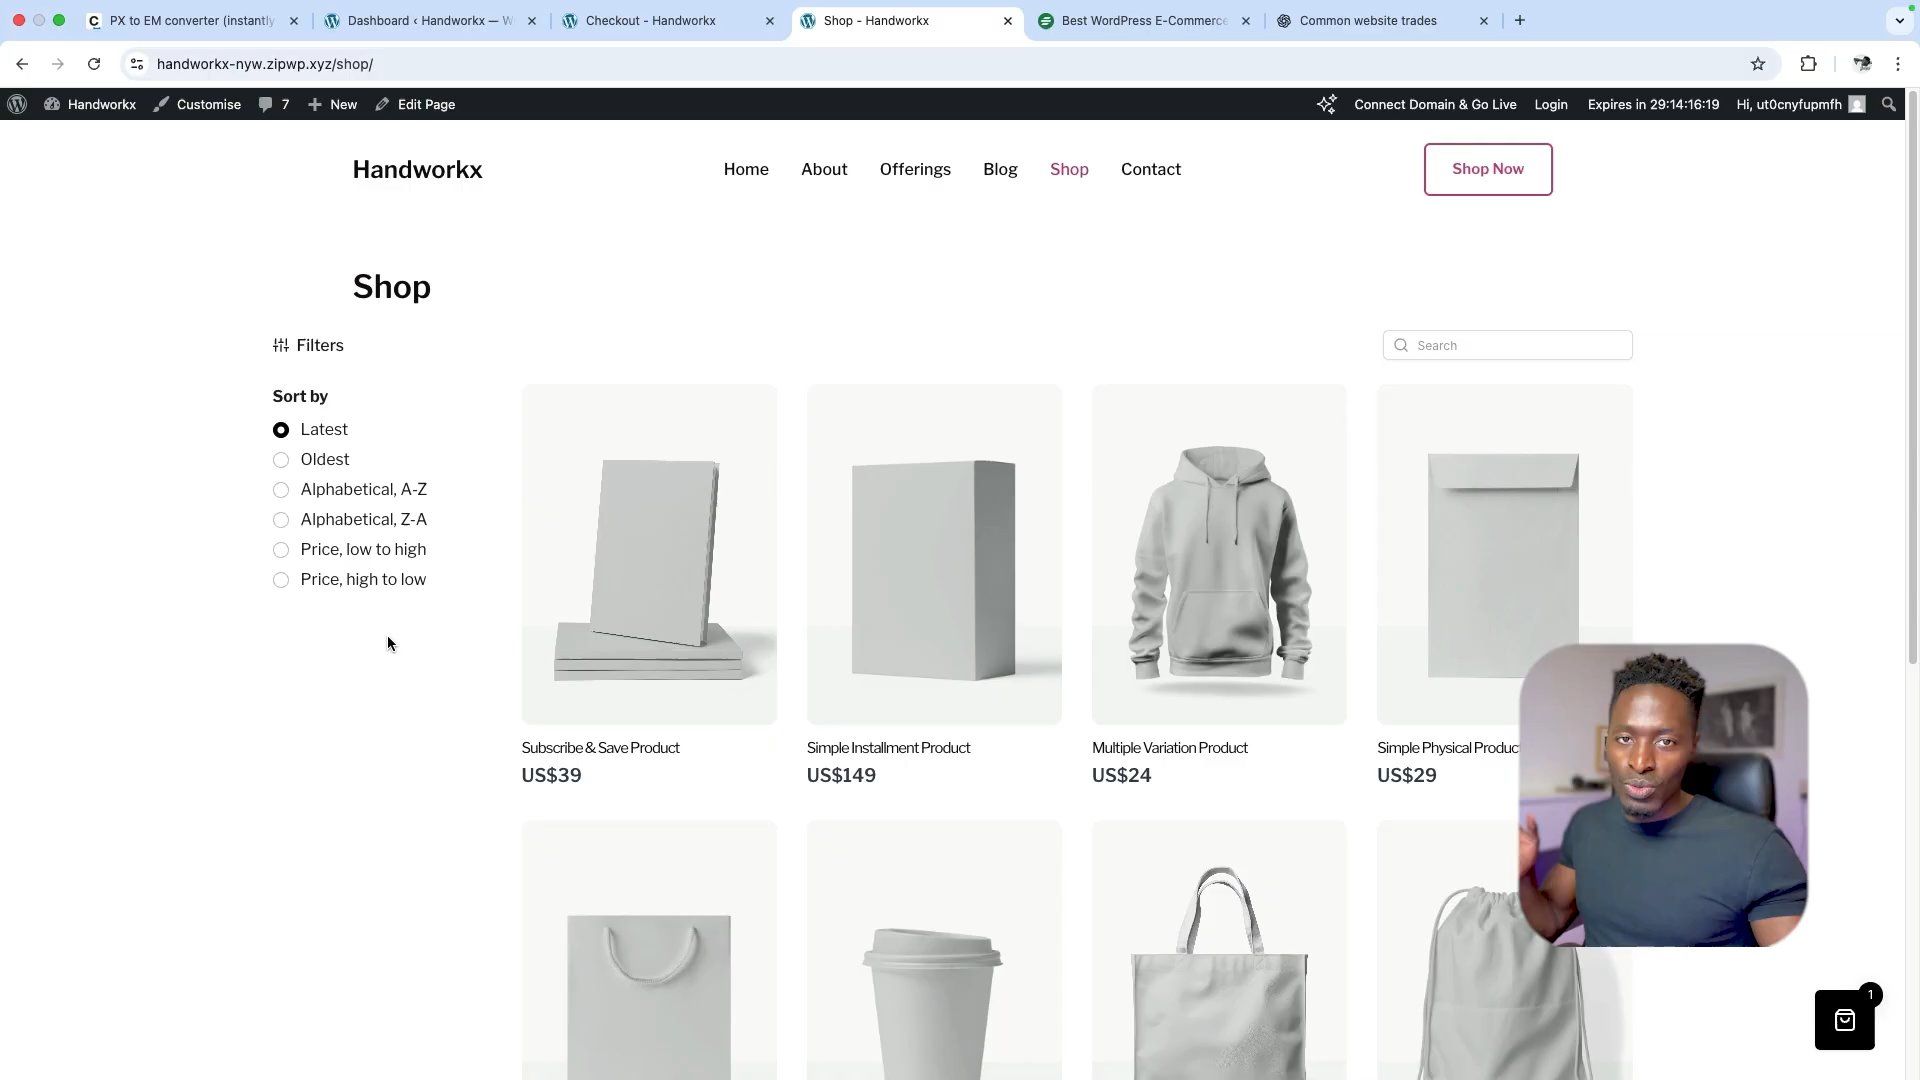 PX to EM converter (instantly
Dashboard ‹ Handworkx — W
Checkout - Handworkx
Shop - Handworkx
Best WordPress E-Commerce
Common website trades
handworkx-nyw.zipwp.xyz/shop/
Handworkx
Customise
7
New
Edit Page
Connect Domain & Go Live
Login
Expires in 29:14:16:19
Hi, ut0cnyfupmfh
Handworkx
Home
About
Offerings
Blog
Shop
Contact
Shop Now
Shop
Filters
Search
Sort by
Latest
Oldest
Alphabetical, A-Z
Alphabetical, Z-A
Price, low to high
Price, high to low
Subscribe & Save Product
US$39
Simple Installment Product
US$149
Multiple Variation Product
US$24
Simple Physical Produc
US$29
1